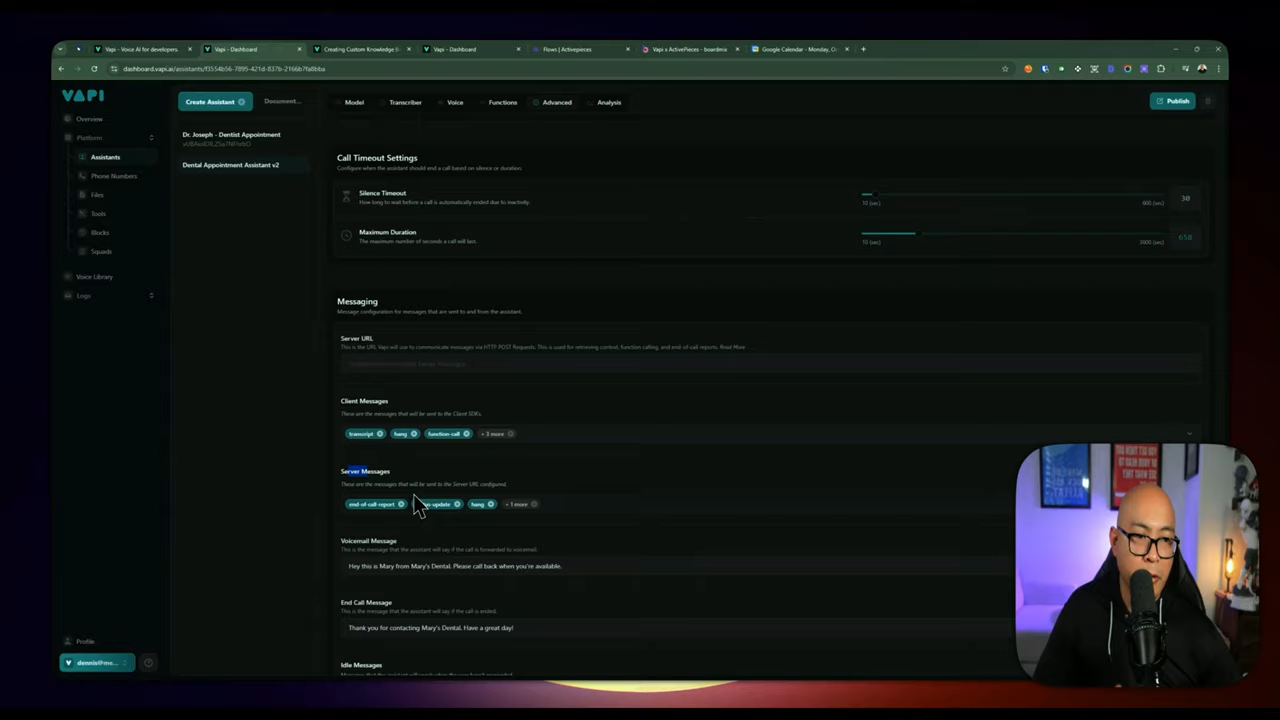 Vapi - Voice AI for developers.
Vapi - Dashboard
Creating Custom Knowledge B
Vapi - Dashboard
Flows | Activepieces
Vapi x ActivePieces - boardmix
Google Calendar - Monday, O
dashboard.vapi.ai/assistants/
VAPI
Overview
Platform
Assistants
Phone Numbers
Files
Tools
Blocks
Squads
Voice Library
Logs
Profile
dennis@mo...
Create Assistant
Document...
Dr. Joseph - Dentist Appointment
Dental Appointment Assistant v2
Model
Transcriber
Voice
Functions
Advanced
Analysis
Publish
Call Timeout Settings
Configure when the assistant should end a call based on silence or duration.
Silence Timeout
How long to wait before a call is automatically ended due to inactivity.
10 (sec)
600 (sec)
30
Maximum Duration
The maximum number of seconds a call will last.
10 (sec)
3600 (sec)
658
Messaging
Message configuration for messages that are sent to and from the assistant.
Server URL
This is the URL Vapi will use to communicate messages via HTTP POST Requests. This is used for retrieving context, function calling, and end-of-call reports. Read More
Client Messages
These are the messages that will be sent to the Client SDKs.
transcript
hang
function-call
+ 3 more
Server Messages
These are the messages that will be sent to the Server URL configured.
end-of-call-report
-update
hang
+ 1 more
Voicemail Message
This is the message that the assistant will say if the call is forwarded to voicemail.
Hey this is Mary from Mary's Dental. Please call back when you're available.
End Call Message
This is the message that the assistant will say if the call is ended.
Thank you for contacting Mary's Dental. Have a great day!
Idle Messages